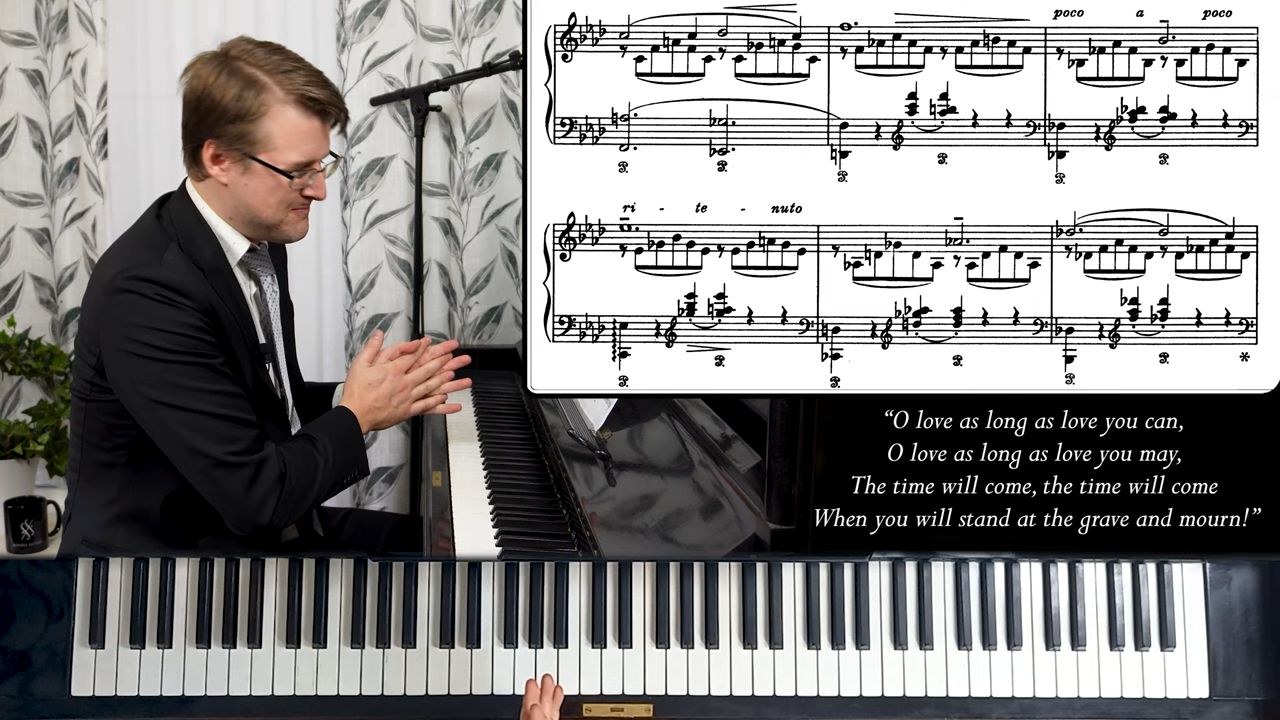 poco a poco
ri - te - nuto
“O love as long as love you can,
O love as long as love you may,
The time will come, the time will come
When you will stand at the grave and mourn!”